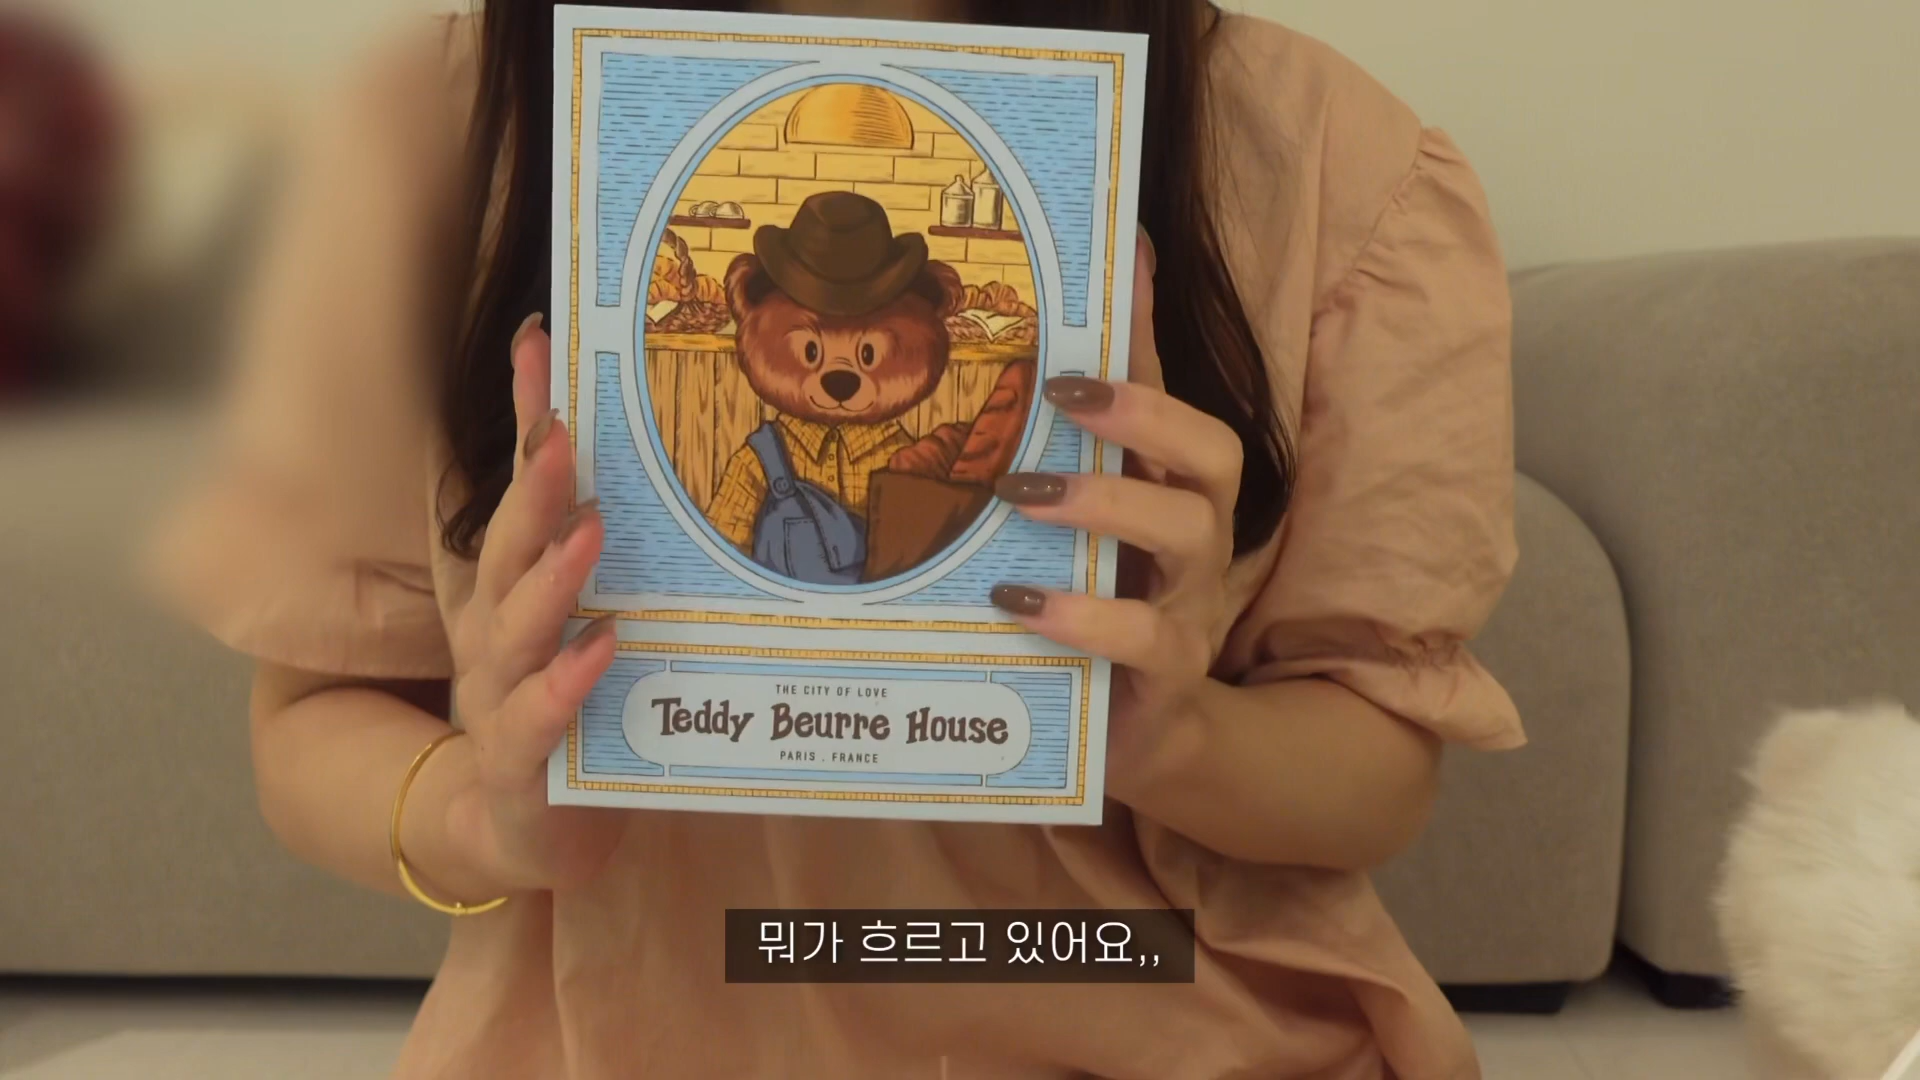 THE CITY OF LOVE
Teddy Beurre House
PARIS . FRANCE
뭐가 흐르고 있어요,,